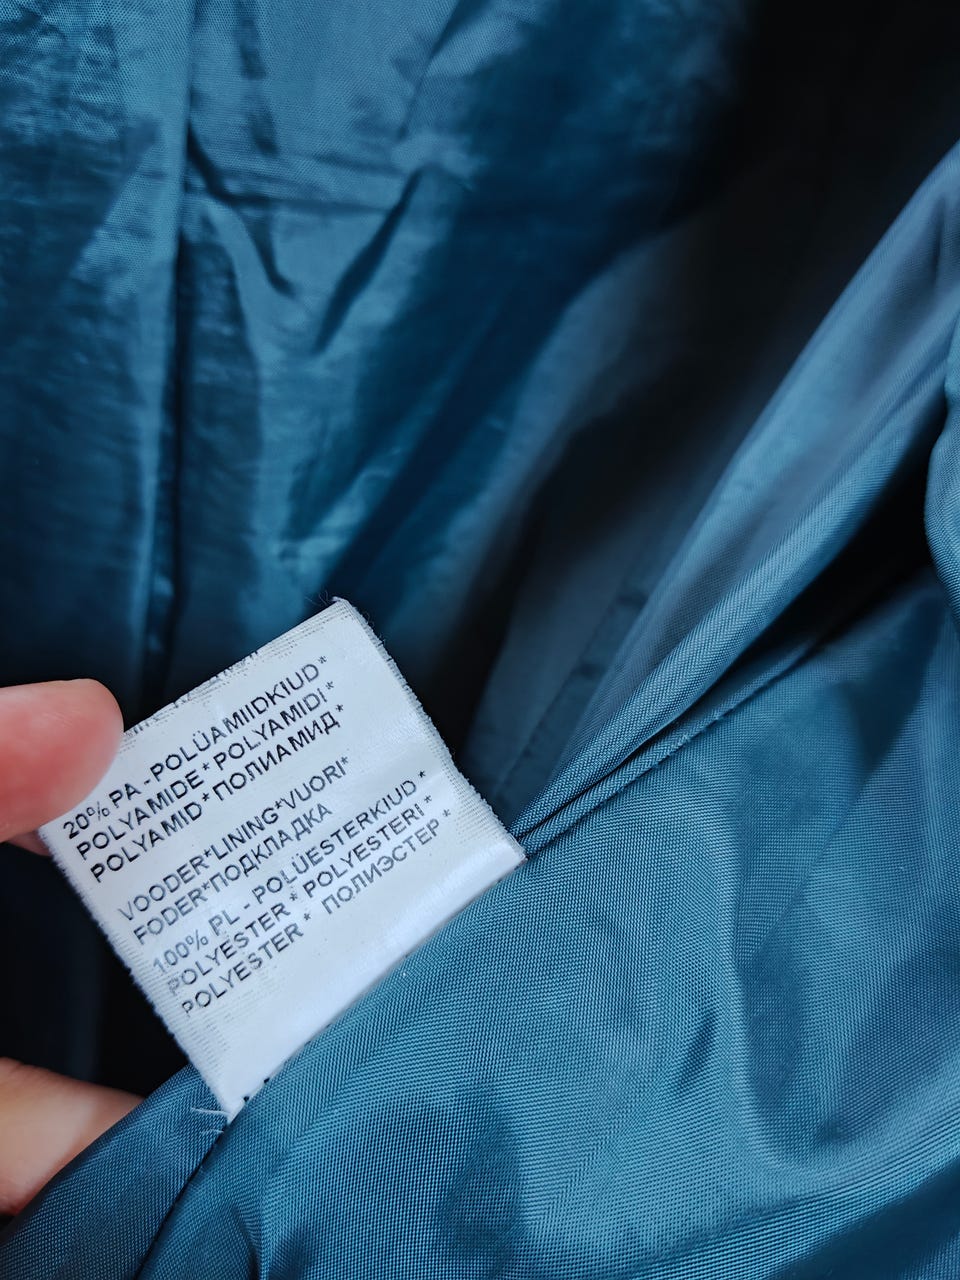 20% PA - POLÜAMIIDKIUD*
POLYAMIDE* POLYAMIDI*
POLYAMID* ПОЛИАМИД*
VOODER*LINING*VUORI*
FODER*ПОДКЛАДКА
100% PL - POLÜESTERKIUD *
POLYESTER * POLYESTERI *
POLYESTER * ПОЛИЭСТЕР *